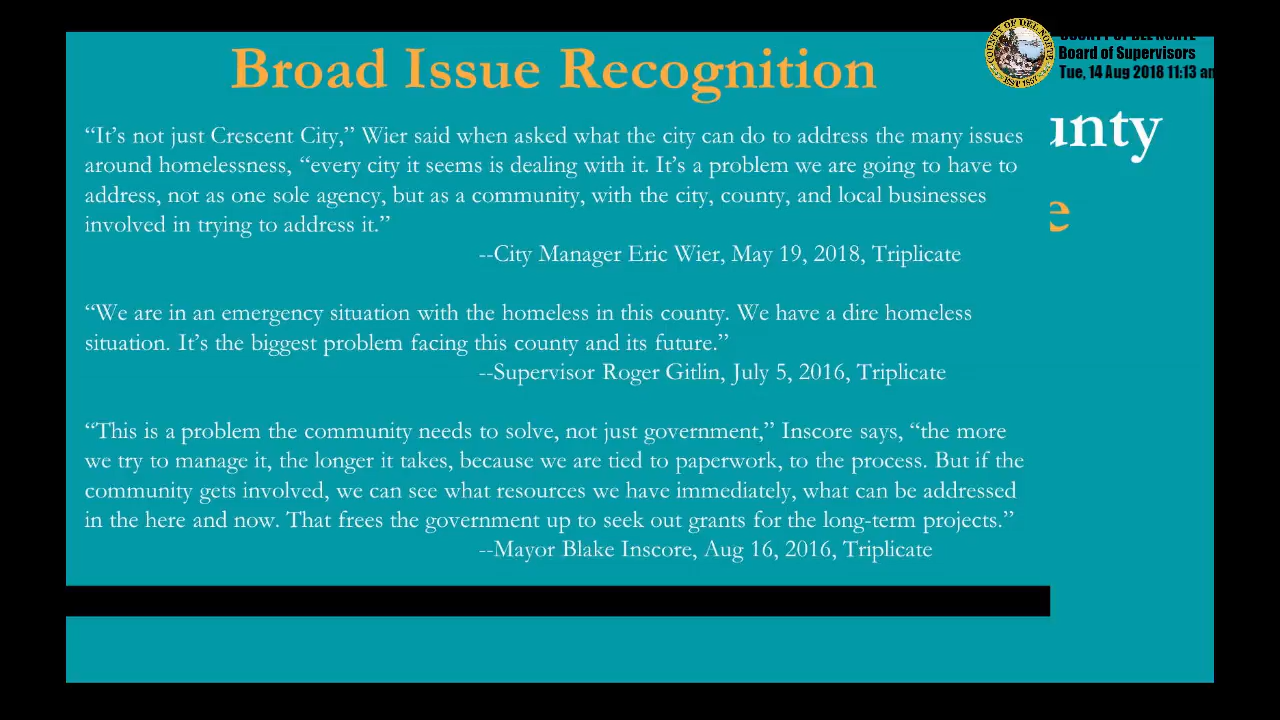 Broad Issue Recognition
COUNTY OF DEL NORTE
Board of Supervisors
Tue, 14 Aug 2018 11:13 am
“It’s not just Crescent City,” Wier said when asked what the city can do to address the many issues
around homelessness, “every city it seems is dealing with it. It’s a problem we are going to have to
address, not as one sole agency, but as a community, with the city, county, and local businesses
involved in trying to address it.”
--City Manager Eric Wier, May 19, 2018, Triplicate
“We are in an emergency situation with the homeless in this county. We have a dire homeless
situation. It’s the biggest problem facing this county and its future.”
--Supervisor Roger Gitlin, July 5, 2016, Triplicate
“This is a problem the community needs to solve, not just government,” Inscore says, “the more
we try to manage it, the longer it takes, because we are tied to paperwork, to the process. But if the
community gets involved, we can see what resources we have immediately, what can be addressed
in the here and now. That frees the government up to seek out grants for the long-term projects.”
--Mayor Blake Inscore, Aug 16, 2016, Triplicate
unty
e